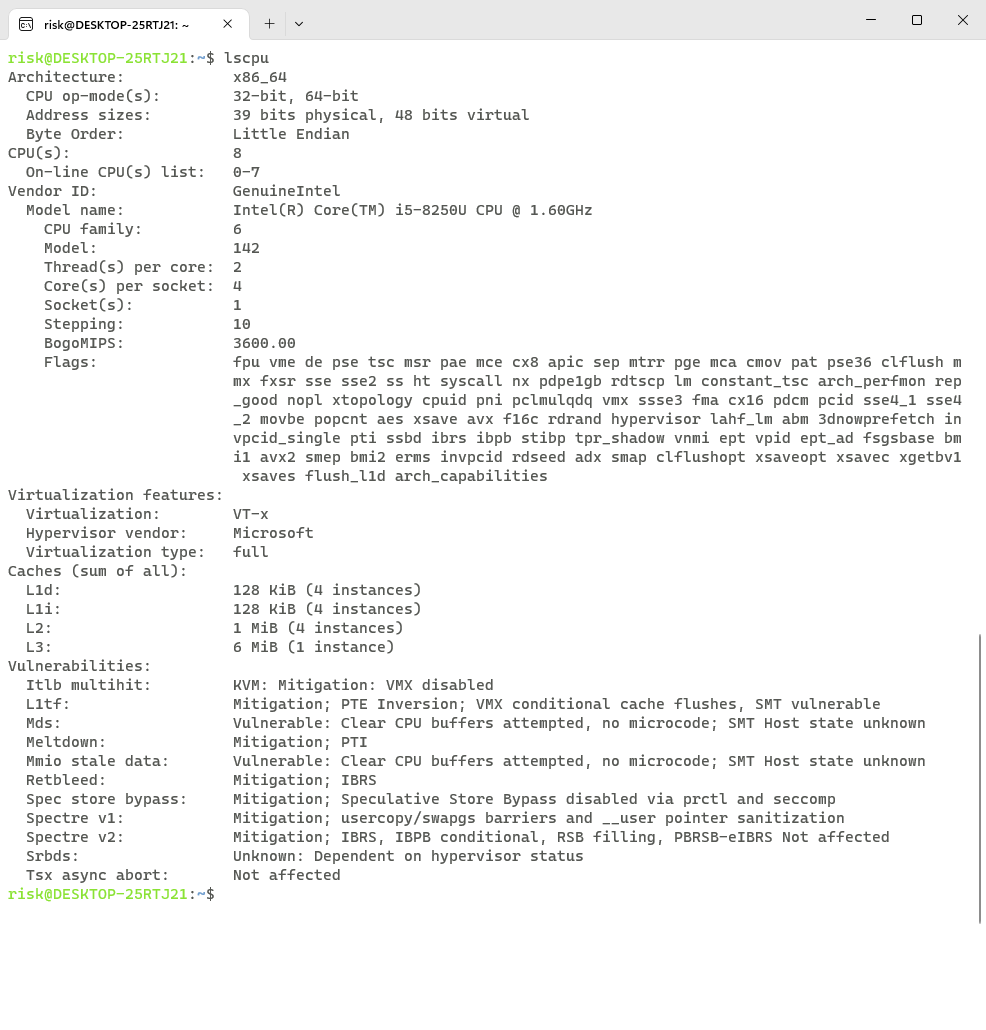 risk@DESKTOP-25RTJ21: ~
risk@DESKTOP-25RTJ21:~$ lscpu
Architecture:            x86_64
  CPU op-mode(s):        32-bit, 64-bit
  Address sizes:         39 bits physical, 48 bits virtual
  Byte Order:            Little Endian
CPU(s):                  8
  On-line CPU(s) list:   0-7
Vendor ID:               GenuineIntel
  Model name:            Intel(R) Core(TM) i5-8250U CPU @ 1.60GHz
    CPU family:          6
    Model:               142
    Thread(s) per core:  2
    Core(s) per socket:  4
    Socket(s):           1
    Stepping:            10
    BogoMIPS:            3600.00
    Flags:               fpu vme de pse tsc msr pae mce cx8 apic sep mtrr pge mca cmov pat pse36 clflush m
                         mx fxsr sse sse2 ss ht syscall nx pdpe1gb rdtscp lm constant_tsc arch_perfmon rep
                         _good nopl xtopology cpuid pni pclmulqdq vmx ssse3 fma cx16 pdcm pcid sse4_1 sse4
                         _2 movbe popcnt aes xsave avx f16c rdrand hypervisor lahf_lm abm 3dnowprefetch in
                         vpcid_single pti ssbd ibrs ibpb stibp tpr_shadow vnmi ept vpid ept_ad fsgsbase bm
                         i1 avx2 smep bmi2 erms invpcid rdseed adx smap clflushopt xsaveopt xsavec xgetbv1
                          xsaves flush_l1d arch_capabilities
Virtualization features:
  Virtualization:        VT-x
  Hypervisor vendor:     Microsoft
  Virtualization type:   full
Caches (sum of all):
  L1d:                   128 KiB (4 instances)
  L1i:                   128 KiB (4 instances)
  L2:                    1 MiB (4 instances)
  L3:                    6 MiB (1 instance)
Vulnerabilities:
  Itlb multihit:         KVM: Mitigation: VMX disabled
  L1tf:                  Mitigation; PTE Inversion; VMX conditional cache flushes, SMT vulnerable
  Mds:                   Vulnerable: Clear CPU buffers attempted, no microcode; SMT Host state unknown
  Meltdown:              Mitigation; PTI
  Mmio stale data:       Vulnerable: Clear CPU buffers attempted, no microcode; SMT Host state unknown
  Retbleed:              Mitigation; IBRS
  Spec store bypass:     Mitigation; Speculative Store Bypass disabled via prctl and seccomp
  Spectre v1:            Mitigation; usercopy/swapgs barriers and __user pointer sanitization
  Spectre v2:            Mitigation; IBRS, IBPB conditional, RSB filling, PBRSB-eIBRS Not affected
  Srbds:                 Unknown: Dependent on hypervisor status
  Tsx async abort:       Not affected
risk@DESKTOP-25RTJ21:~$